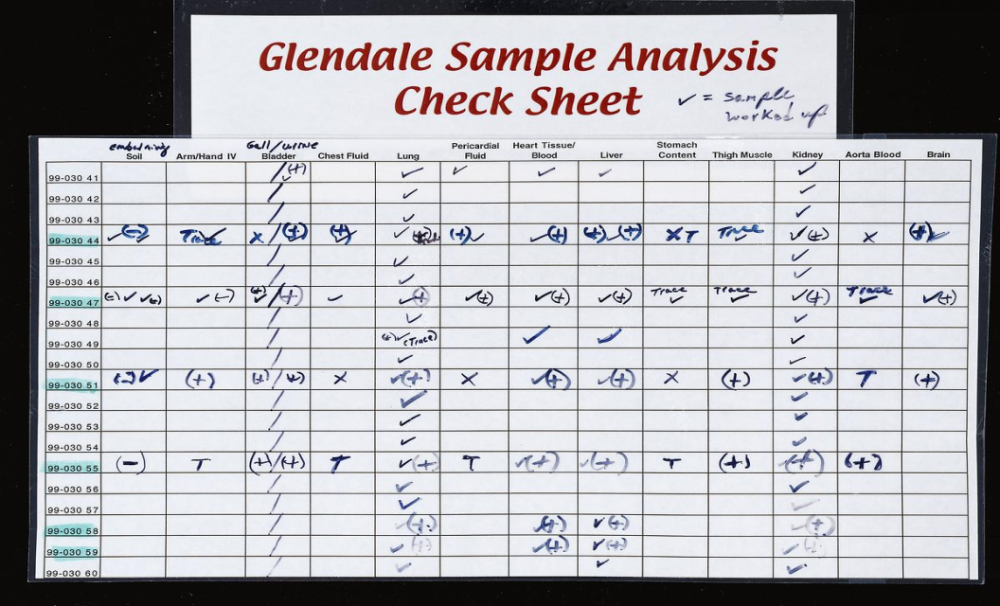 Glendale Sample Analysis
Check Sheet
✓ = sample
worked up
embalming Gall/urine
Soil Arm/Hand IV Bladder Chest Fluid Lung Pericardial Fluid Heart Tissue/ Blood Liver Stomach Content Thigh Muscle Kidney Aorta Blood Brain
99-030 41 / (+) ✓ ✓ ✓ ✓ ✓ ✓
99-030 42 / ✓ ✓
99-030 43 / ✓ ✓
99-030 44 ✓(-) Trace ✓ X / (+) (+) ✓ ✓ (+) ✓ ✓ (+) (+) ✓ (+) X T Trace ✓ ✓ (+) X (+) ✓
99-030 45 / ✓ ✓
99-030 46 / ✓ ✓
99-030 47 (-) ✓ ✓ (-) ✓ (-) (+) ✓ / (+) ✓ ✓ (+) ✓ (+) ✓ (+) ✓ (+) Trace ✓ Trace ✓ ✓ (+) Trace ✓ ✓ (+)
99-030 48 / ✓ ✓
99-030 49 / (+) ✓ (Trace) ✓ ✓ ✓
99-030 50 / ✓ ✓
99-030 51 (-) ✓ (+) (+) / (+) X ✓ (+) X ✓ (+) ✓ (+) X (+) ✓ (+) T (+)
99-030 52 / ✓ ✓
99-030 53 / ✓ ✓
99-030 54 / ✓ ✓
99-030 55 (-) T (+) / (+) T ✓ (+) T ✓ (+) ✓ (+) T (+) ✓ (+) (+)
99-030 56 / ✓ ✓
99-030 57 / ✓ ✓
99-030 58 / ✓ (+) ✓ (+) ✓ (+) ✓ (+)
99-030 59 / ✓ (+) ✓ (+) ✓ (+) ✓ (+)
99-030 60 / ✓ ✓ ✓